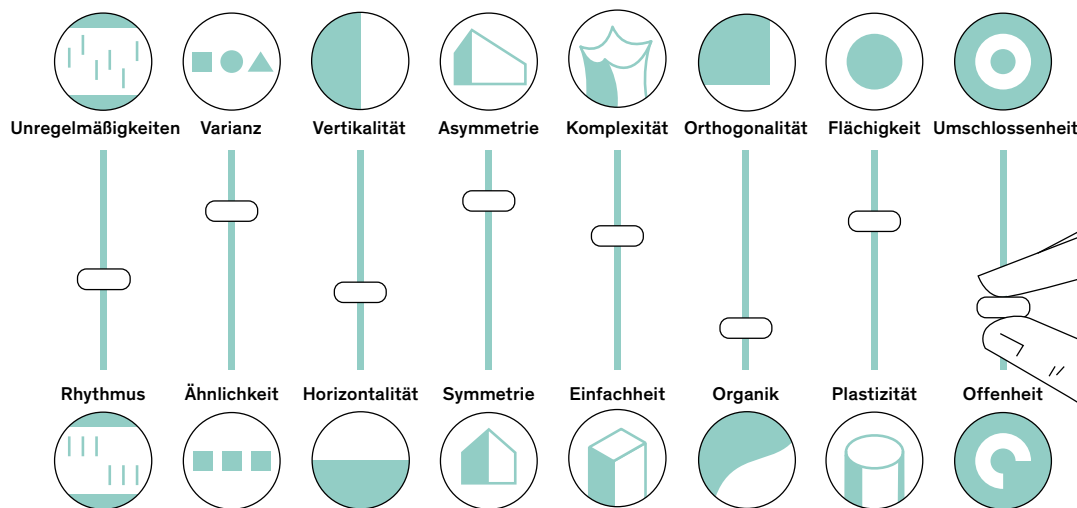 Unregelmäßigkeiten Varianz Vertikalität Asymmetrie Komplexität Orthogonalität Flächigkeit Umschlossenheit
Rhythmus Ähnlichkeit Horizontalität Symmetrie Einfachheit Organik Plastizität Offenheit